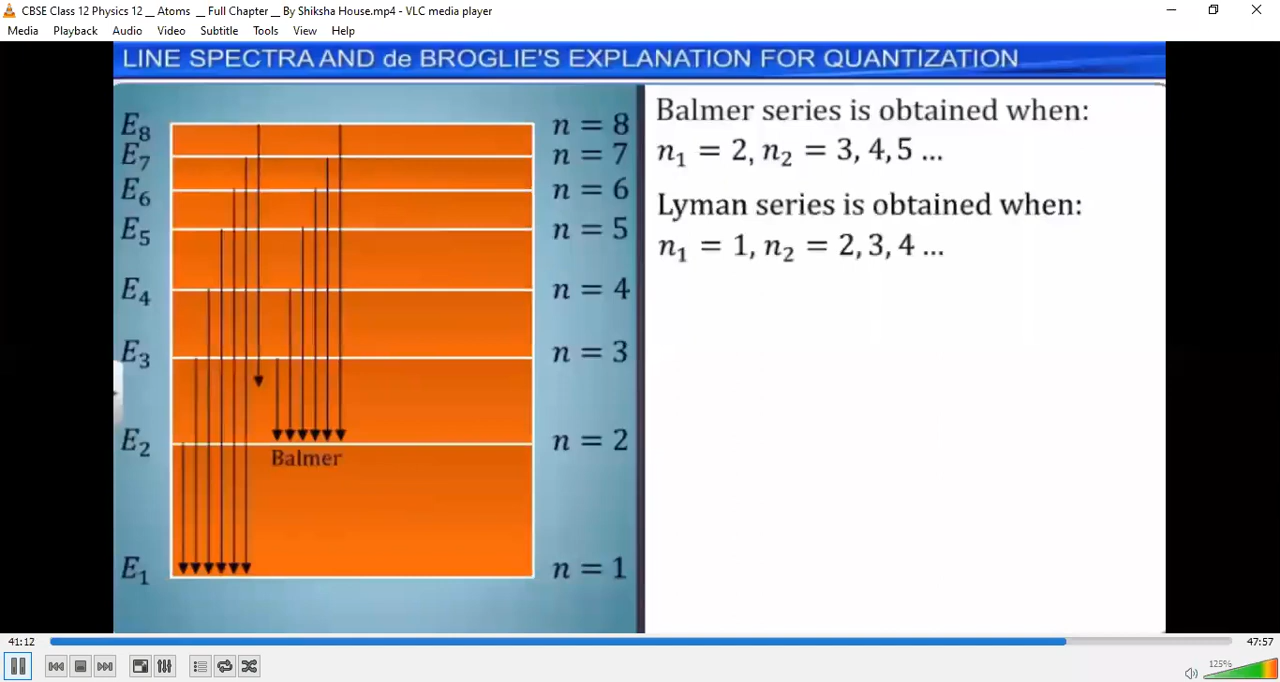 CBSE Class 12 Physics 12 __ Atoms __ Full Chapter __ By Shiksha House.mp4 - VLC media player
Media Playback Audio Video Subtitle Tools View Help
LINE SPECTRA AND de BROGLIE'S EXPLANATION FOR QUANTIZATION
E₈ n = 8
E₇ n = 7
E₆ n = 6
E₅ n = 5
E₄ n = 4
E₃ n = 3
E₂ n = 2
Balmer
E₁ n = 1
Balmer series is obtained when:
n₁ = 2, n₂ = 3, 4, 5 ...
Lyman series is obtained when:
n₁ = 1, n₂ = 2, 3, 4 ...
41:12 47:57
125%